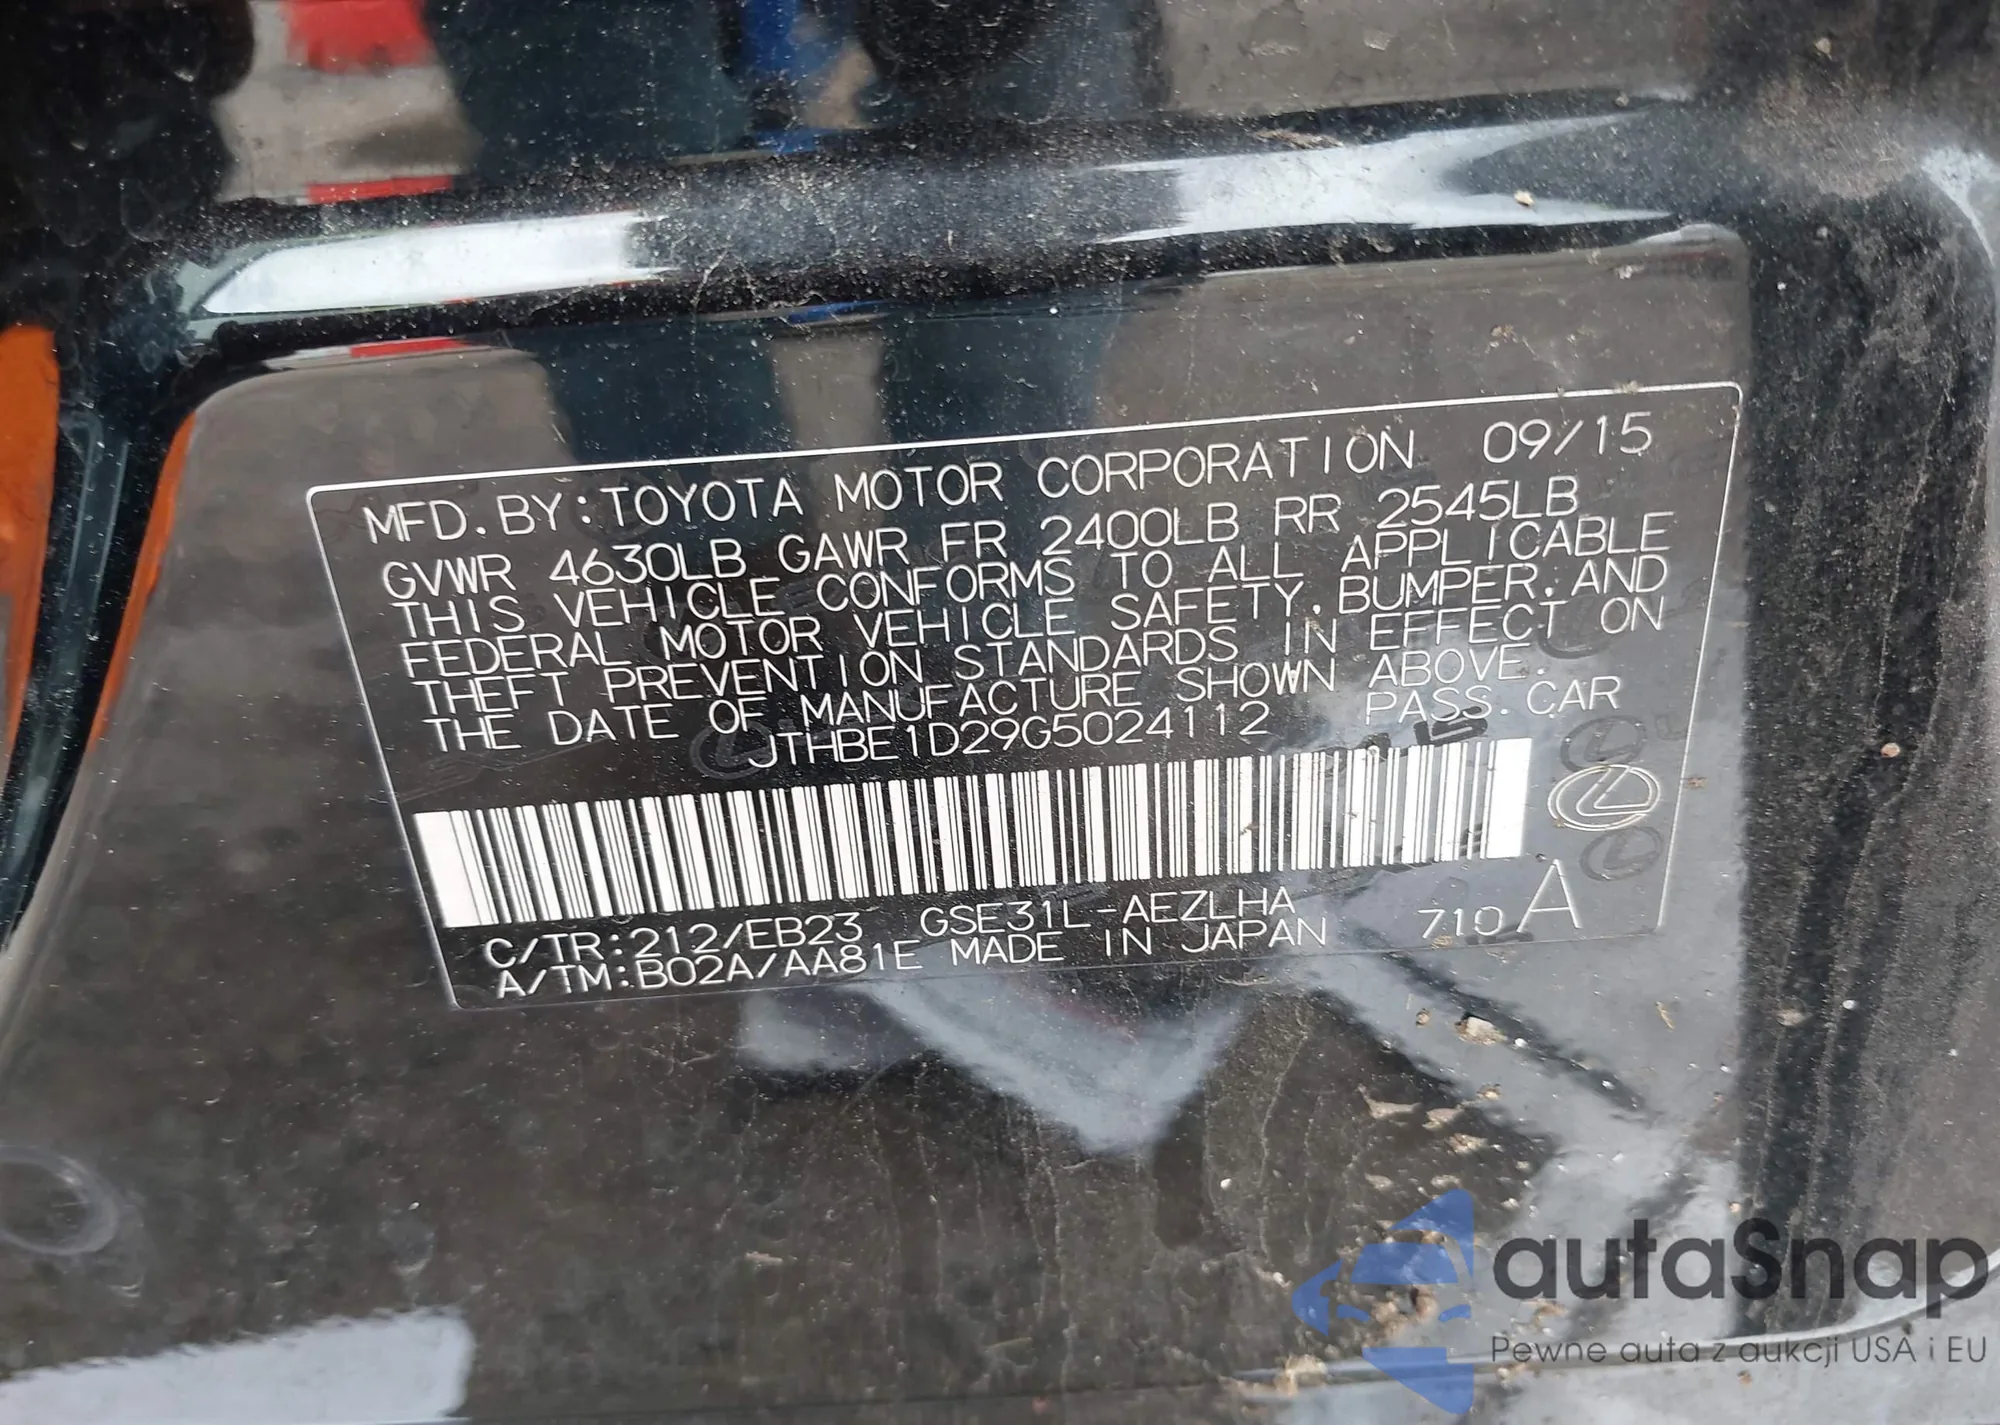 MFD.BY:TOYOTA MOTOR CORPORATION 09/15
GVWR 4630LB GAWR FR 2400LB RR 2545LB
THIS VEHICLE CONFORMS TO ALL APPLICABLE
FEDERAL MOTOR VEHICLE SAFETY,BUMPER,AND
THEFT PREVENTION STANDARDS IN EFFECT ON
THE DATE OF MANUFACTURE SHOWN ABOVE.
JTHBE1D29G5024112 PASS.CAR
C/TR:212/EB23 GSE31L-AEZLHA
A/TM:B02A/AA81E MADE IN JAPAN 710 A
autaSnap
Pewne auta z aukcji USA i EU